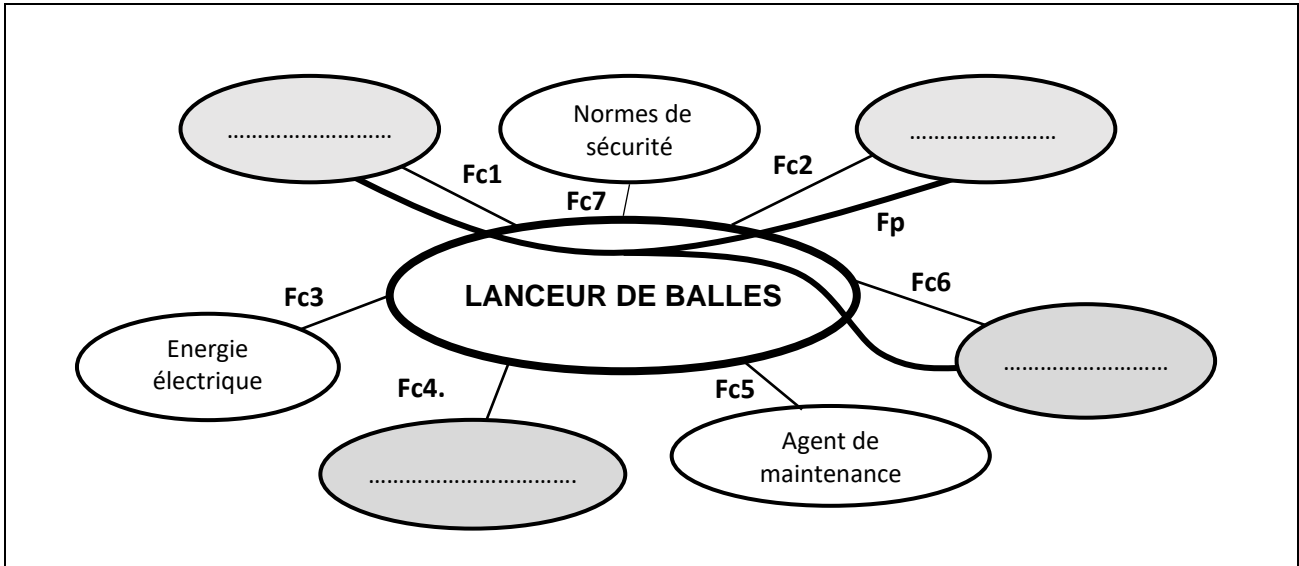 ………………………
Normes de
sécurité
……………………
Fc1
Fc7
Fc2
Fp
LANCEUR DE BALLES
Fc3
Fc6
Energie
électrique
………………………
Fc4.
Fc5
Agent de
maintenance
…………………………….